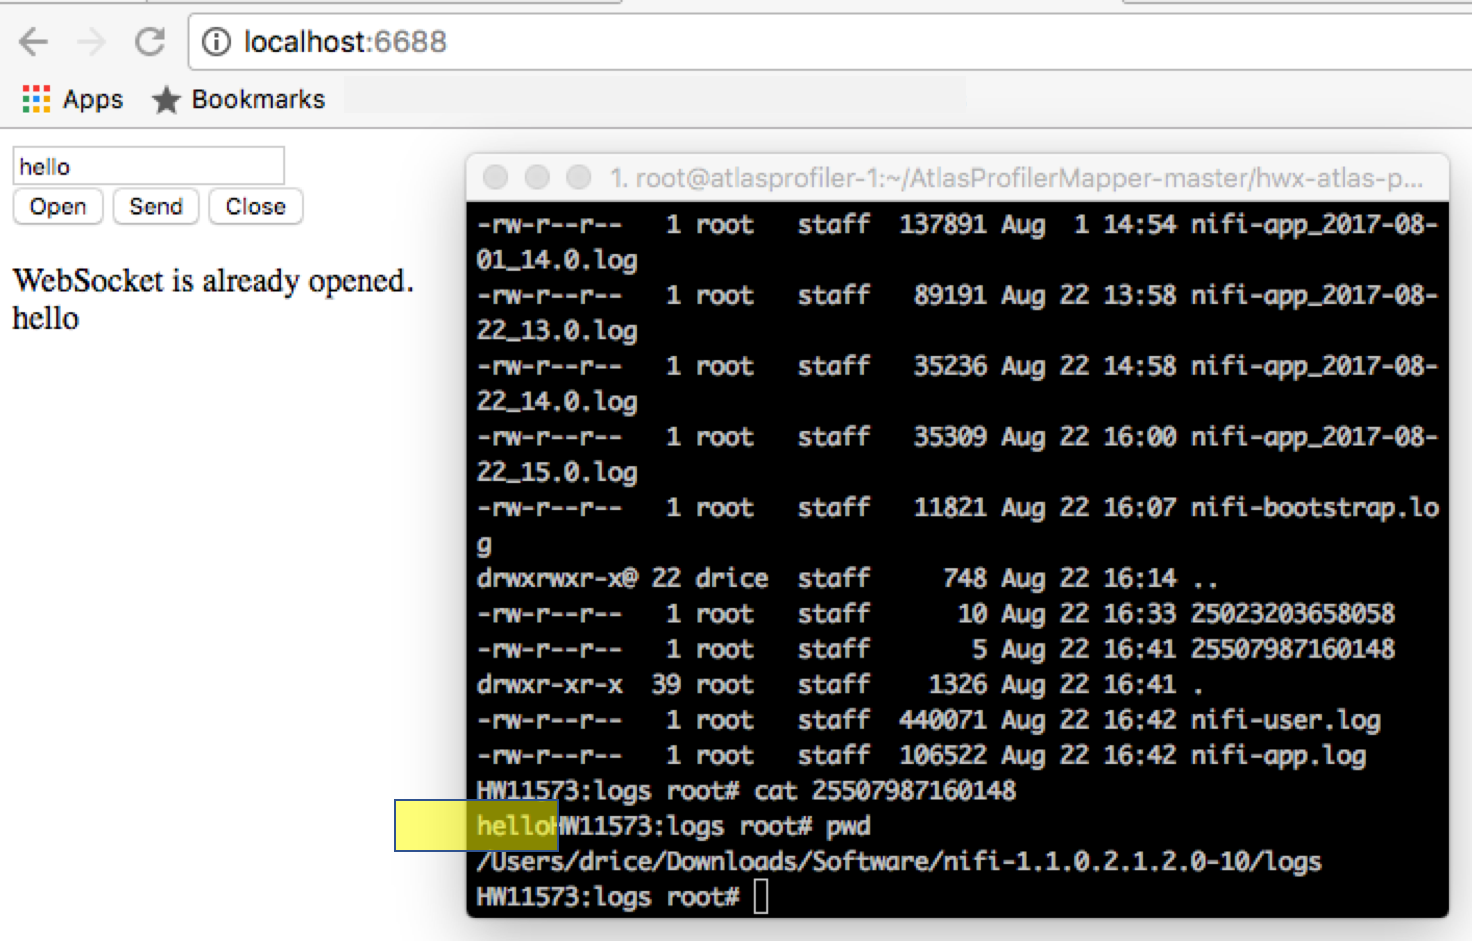 localhost:6688
Apps Bookmarks
hello
Open Send Close
WebSocket is already opened.
hello
1. root@atlasprofiler-1:~/AtlasProfilerMapper-master/hwx-atlas-p...
-rw-r--r-- 1 root staff 137891 Aug 1 14:54 nifi-app_2017-08-
01_14.0.log
-rw-r--r-- 1 root staff 89191 Aug 22 13:58 nifi-app_2017-08-
22_13.0.log
-rw-r--r-- 1 root staff 35236 Aug 22 14:58 nifi-app_2017-08-
22_14.0.log
-rw-r--r-- 1 root staff 35309 Aug 22 16:00 nifi-app_2017-08-
22_15.0.log
-rw-r--r-- 1 root staff 11821 Aug 22 16:07 nifi-bootstrap.lo
g
drwxrwxr-x@ 22 drice staff 748 Aug 22 16:14 ..
-rw-r--r-- 1 root staff 10 Aug 22 16:33 25023203658058
-rw-r--r-- 1 root staff 5 Aug 22 16:41 25507987160148
drwxr-xr-x 39 root staff 1326 Aug 22 16:41 .
-rw-r--r-- 1 root staff 440071 Aug 22 16:42 nifi-user.log
-rw-r--r-- 1 root staff 106522 Aug 22 16:42 nifi-app.log
HW11573:logs root# cat 25507987160148
helloHW11573:logs root# pwd
/Users/drice/Downloads/Software/nifi-1.1.0.2.1.2.0-10/logs
HW11573:logs root#